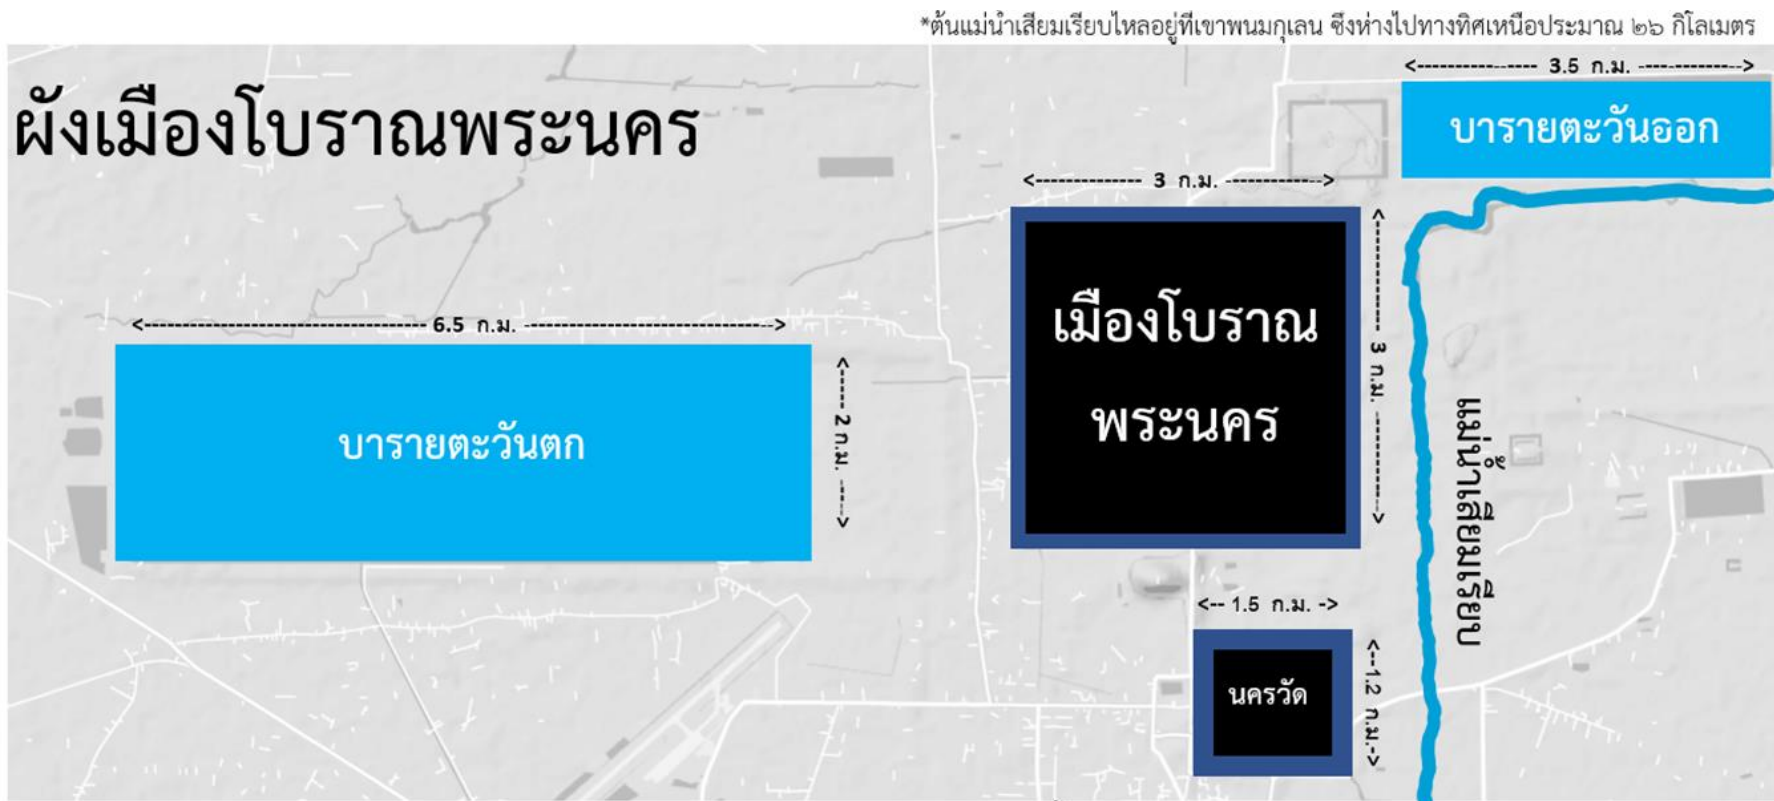 *ต้นแม่น้ำเสียมเรียบไหลอยู่ที่เขาพนมกุเลน ซึ่งห่างไปทางทิศเหนือประมาณ ๒๖ กิโลเมตร
<---------------- 3.5 ก.ม. -------------->
ผังเมืองโบราณพระนคร
บารายตะวันออก
<--------------- 3 ก.ม. ------------->
เมืองโบราณ
พระนคร
<------------- 3 ก.ม. ------------->
<------------------------------------- 6.5 ก.ม. ---------------------------------->
บารายตะวันตก
<----- 2 ก.ม. ----->
แม่น้ำเสียมเรียบ
<-- 1.5 ก.ม. ->
นครวัด
<--1.2 ก.ม.->